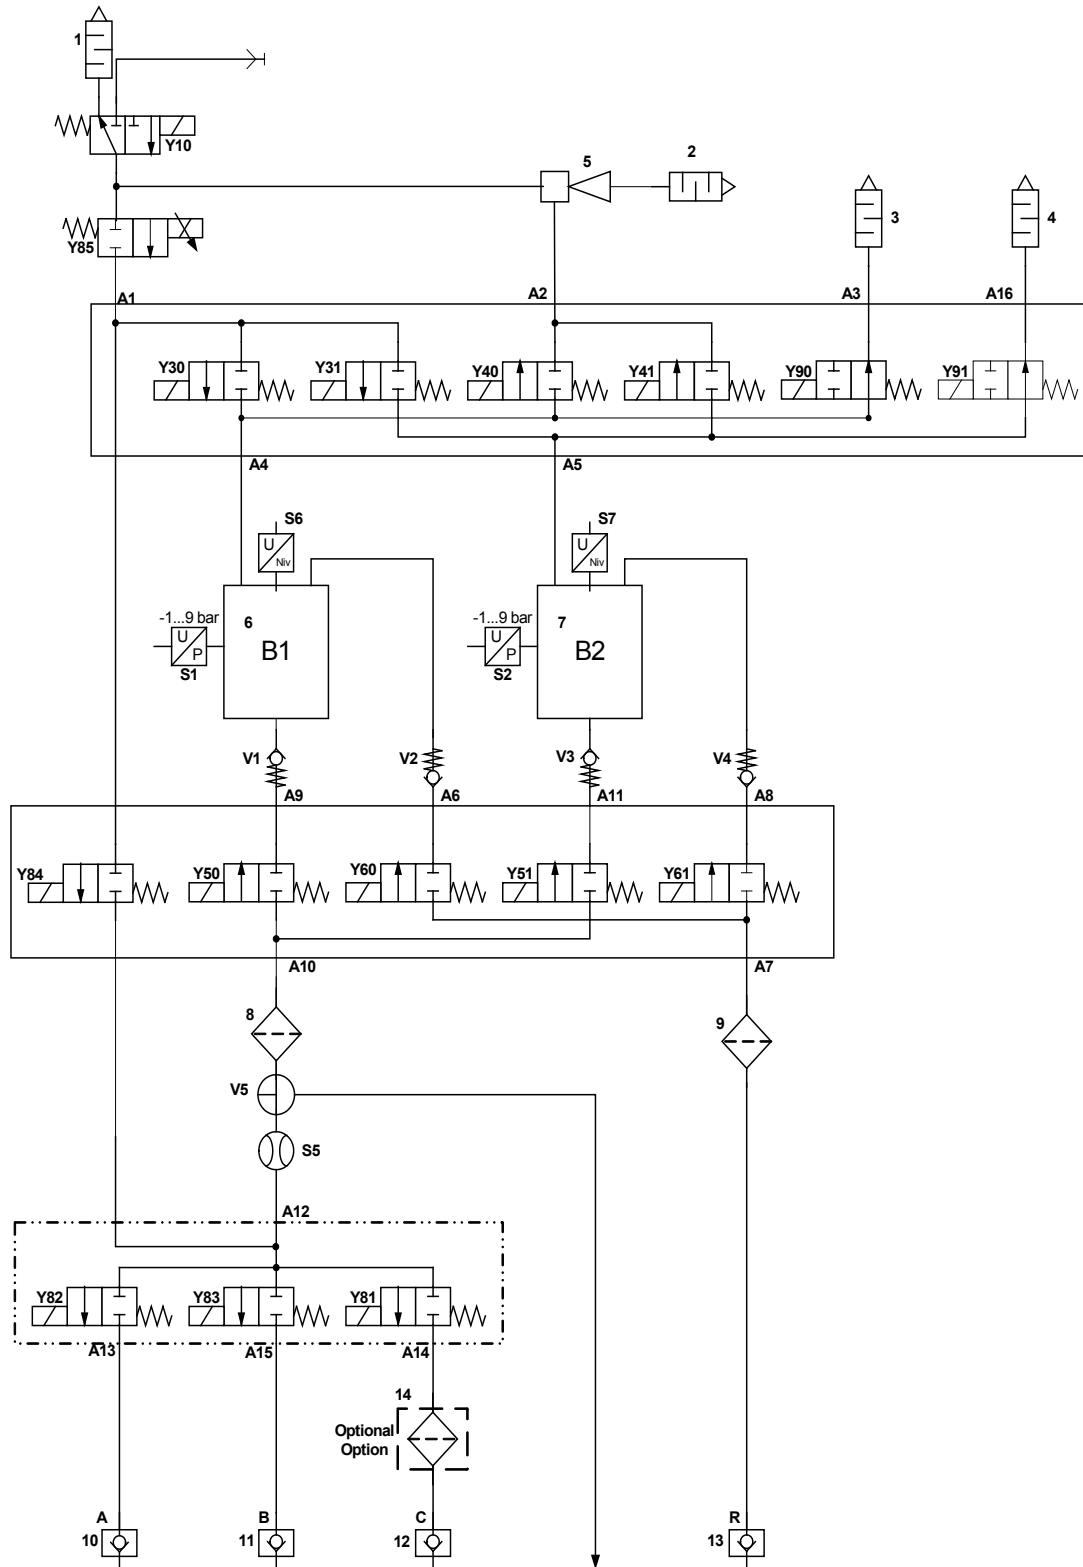 1
Y10
5
2
Y85
3
4
A1
A2
A3
A16
Y30
Y31
Y40
Y41
Y90
Y91
A4
A5
S6
S7
U
Niv
U
Niv
-1...9 bar
6
-1...9 bar
7
U
P
B1
U
P
B2
S1
S2
V1
V2
V3
V4
A9
A6
A11
A8
Y84
Y50
Y60
Y51
Y61
A10
A7
8
9
V5
S5
A12
Y82
Y83
Y81
A13
A15
A14
14
Optional
Option
A
B
C
R
10
11
12
13